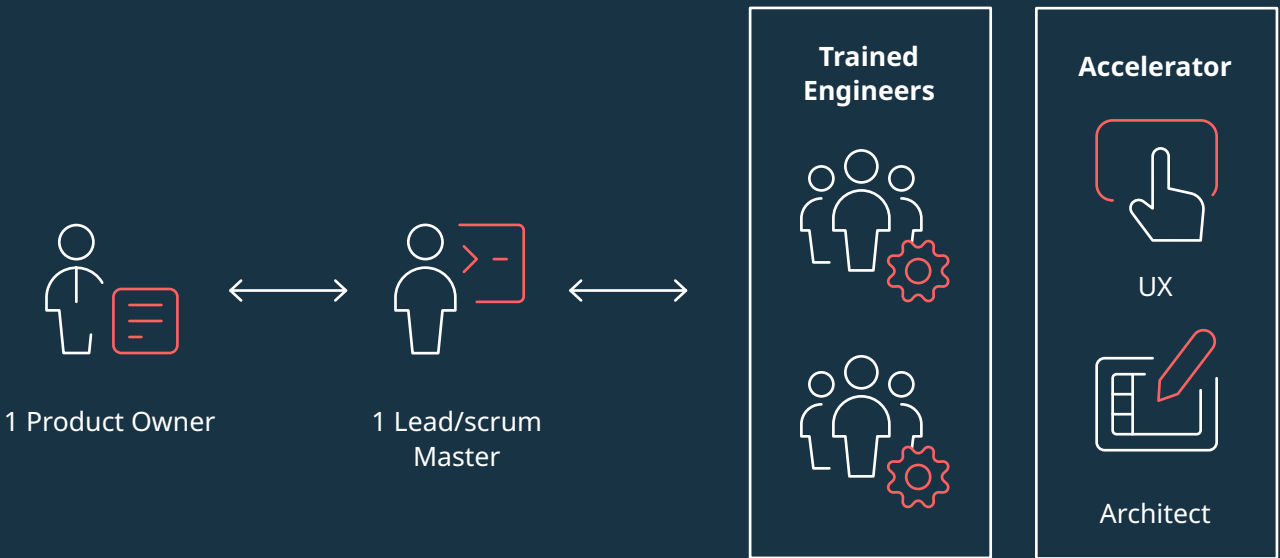 1 Product Owner
1 Lead/scrum
Master
Trained
Engineers
Accelerator
UX
Architect